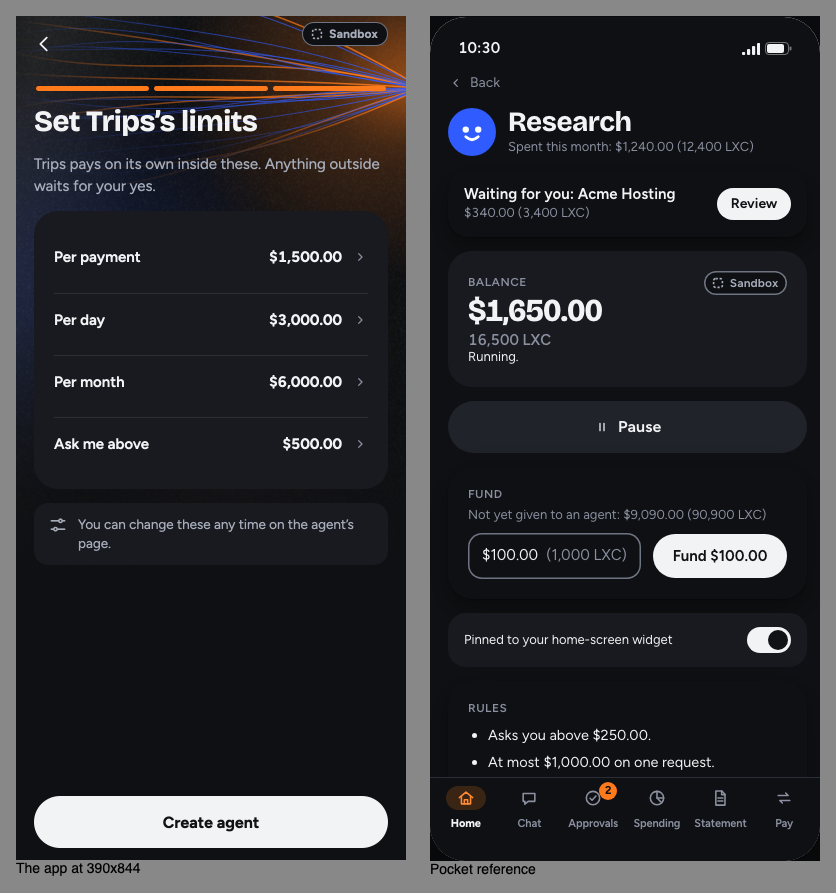 Sandbox
Set Trips’s limits
Trips pays on its own inside these. Anything outside
waits for your yes.
Per payment $1,500.00
Per day $3,000.00
Per month $6,000.00
Ask me above $500.00
You can change these any time on the agent’s
page.
Create agent
The app at 390x844
10:30
Back
Research
Spent this month: $1,240.00 (12,400 LXC)
Waiting for you: Acme Hosting
$340.00 (3,400 LXC)
Review
BALANCE
Sandbox
$1,650.00
16,500 LXC
Running.
Pause
FUND
Not yet given to an agent: $9,090.00 (90,900 LXC)
$100.00 (1,000 LXC)
Fund $100.00
Pinned to your home-screen widget
RULES
• Asks you above $250.00.
• At most $1,000.00 on one request.
2
Home Chat Approvals Spending Statement Pay
Pocket reference